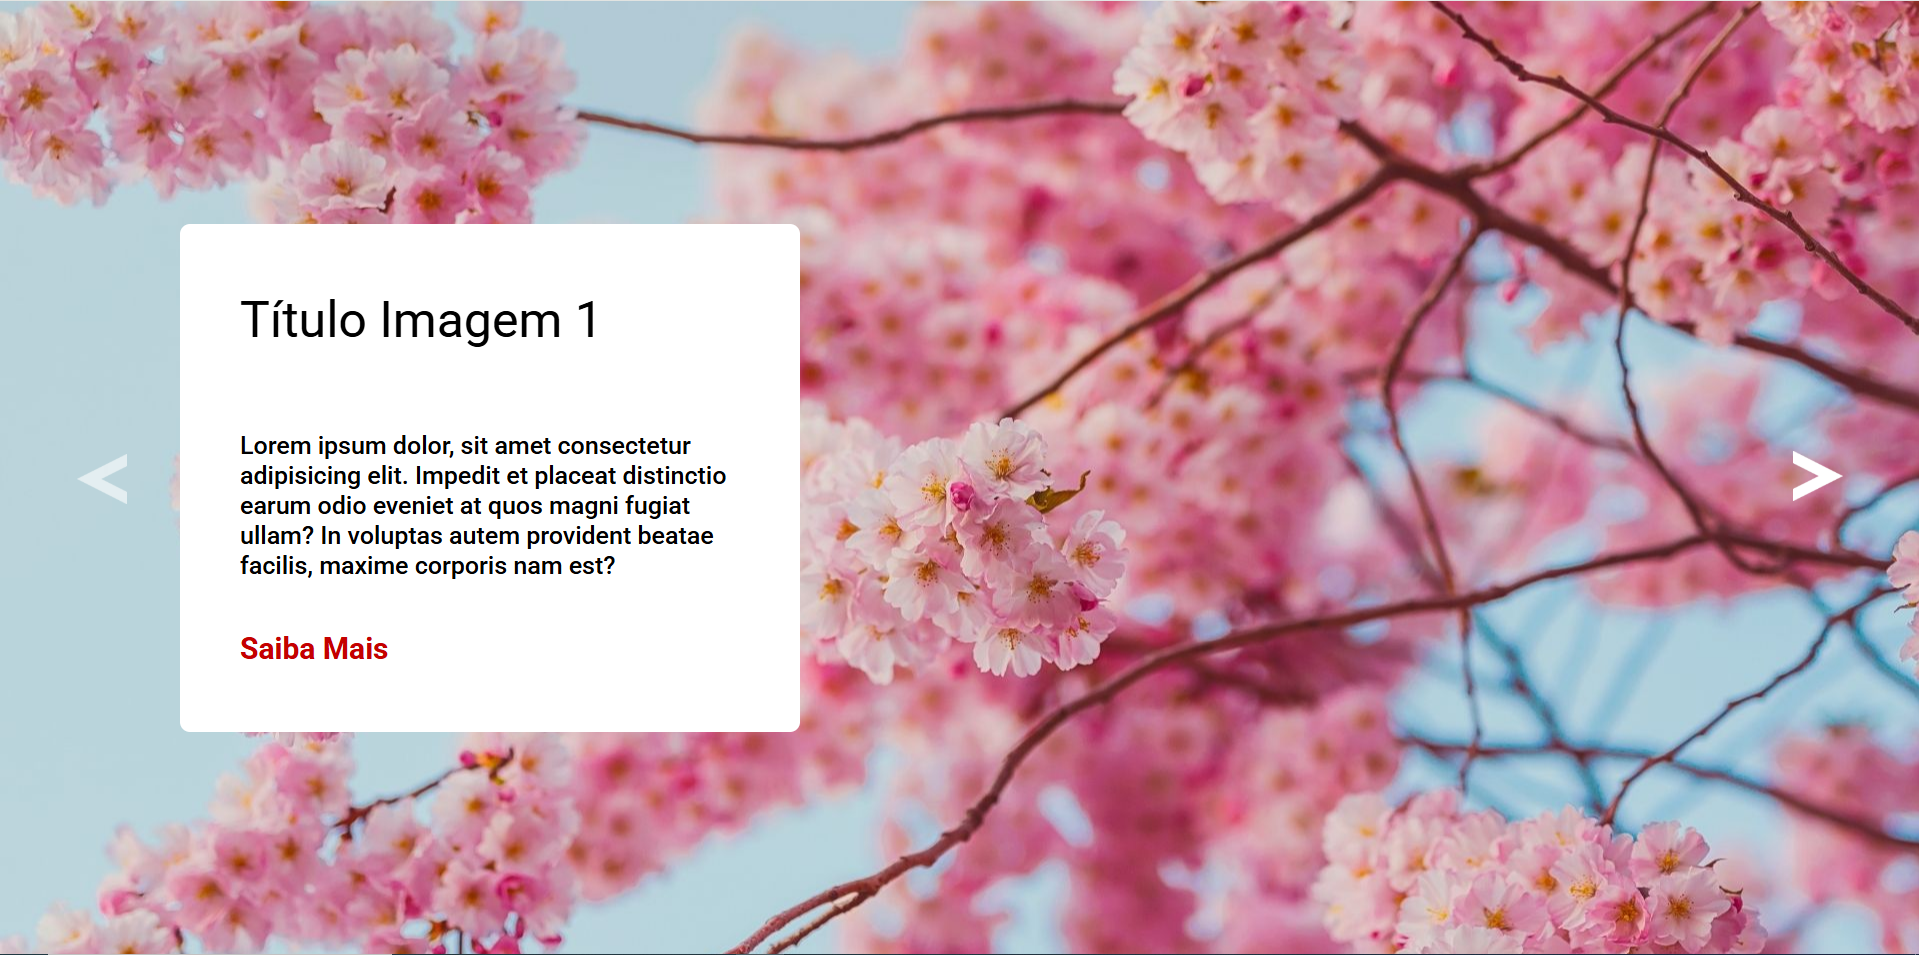 Título Imagem 1
Lorem ipsum dolor, sit amet consectetur
adipisicing elit. Impedit et placeat distinctio
earum odio eveniet at quos magni fugiat
ullam? In voluptas autem provident beatae
facilis, maxime corporis nam est?
<
>
Saiba Mais